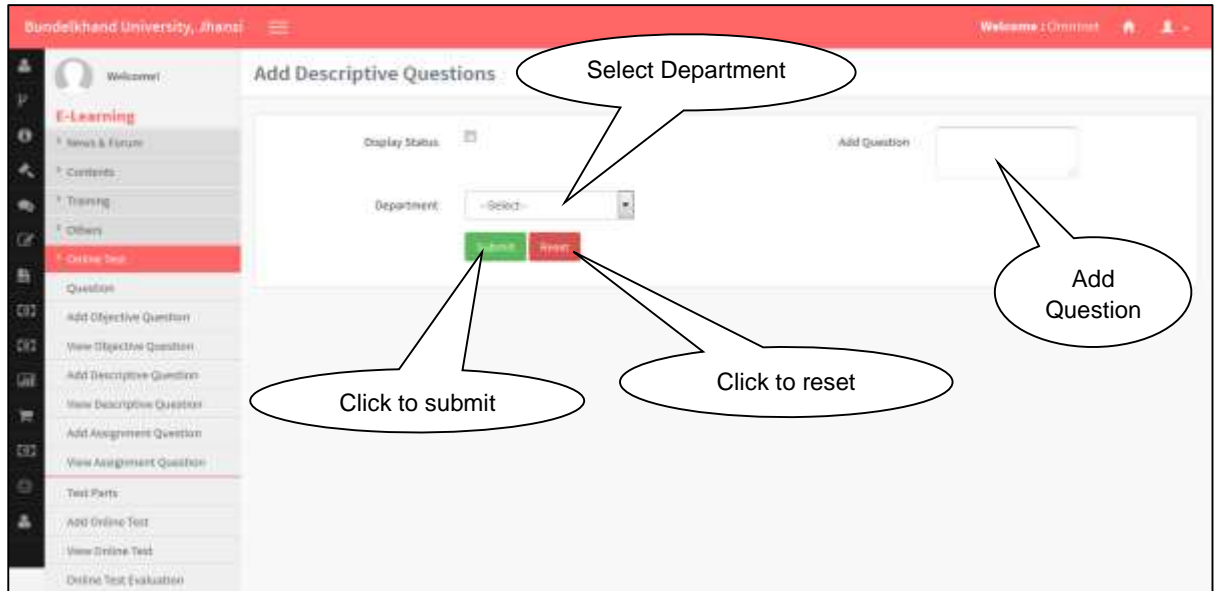 Bundelkhand University, Jhansi
Welcome : Omninet
Welcome!
Add Descriptive Questions
Select Department
E-Learning
News & Forum
Display Status
Add Question
Contents
Training
Department
--Select--
Others
Submit
Reset
Online Test
Add
Question
Question
Add Objective Question
View Objective Question
Add Descriptive Question
Click to reset
View Descriptive Question
Click to submit
Add Assignment Question
View Assignment Question
Test Parts
Add Online Test
View Online Test
Online Test Evaluation